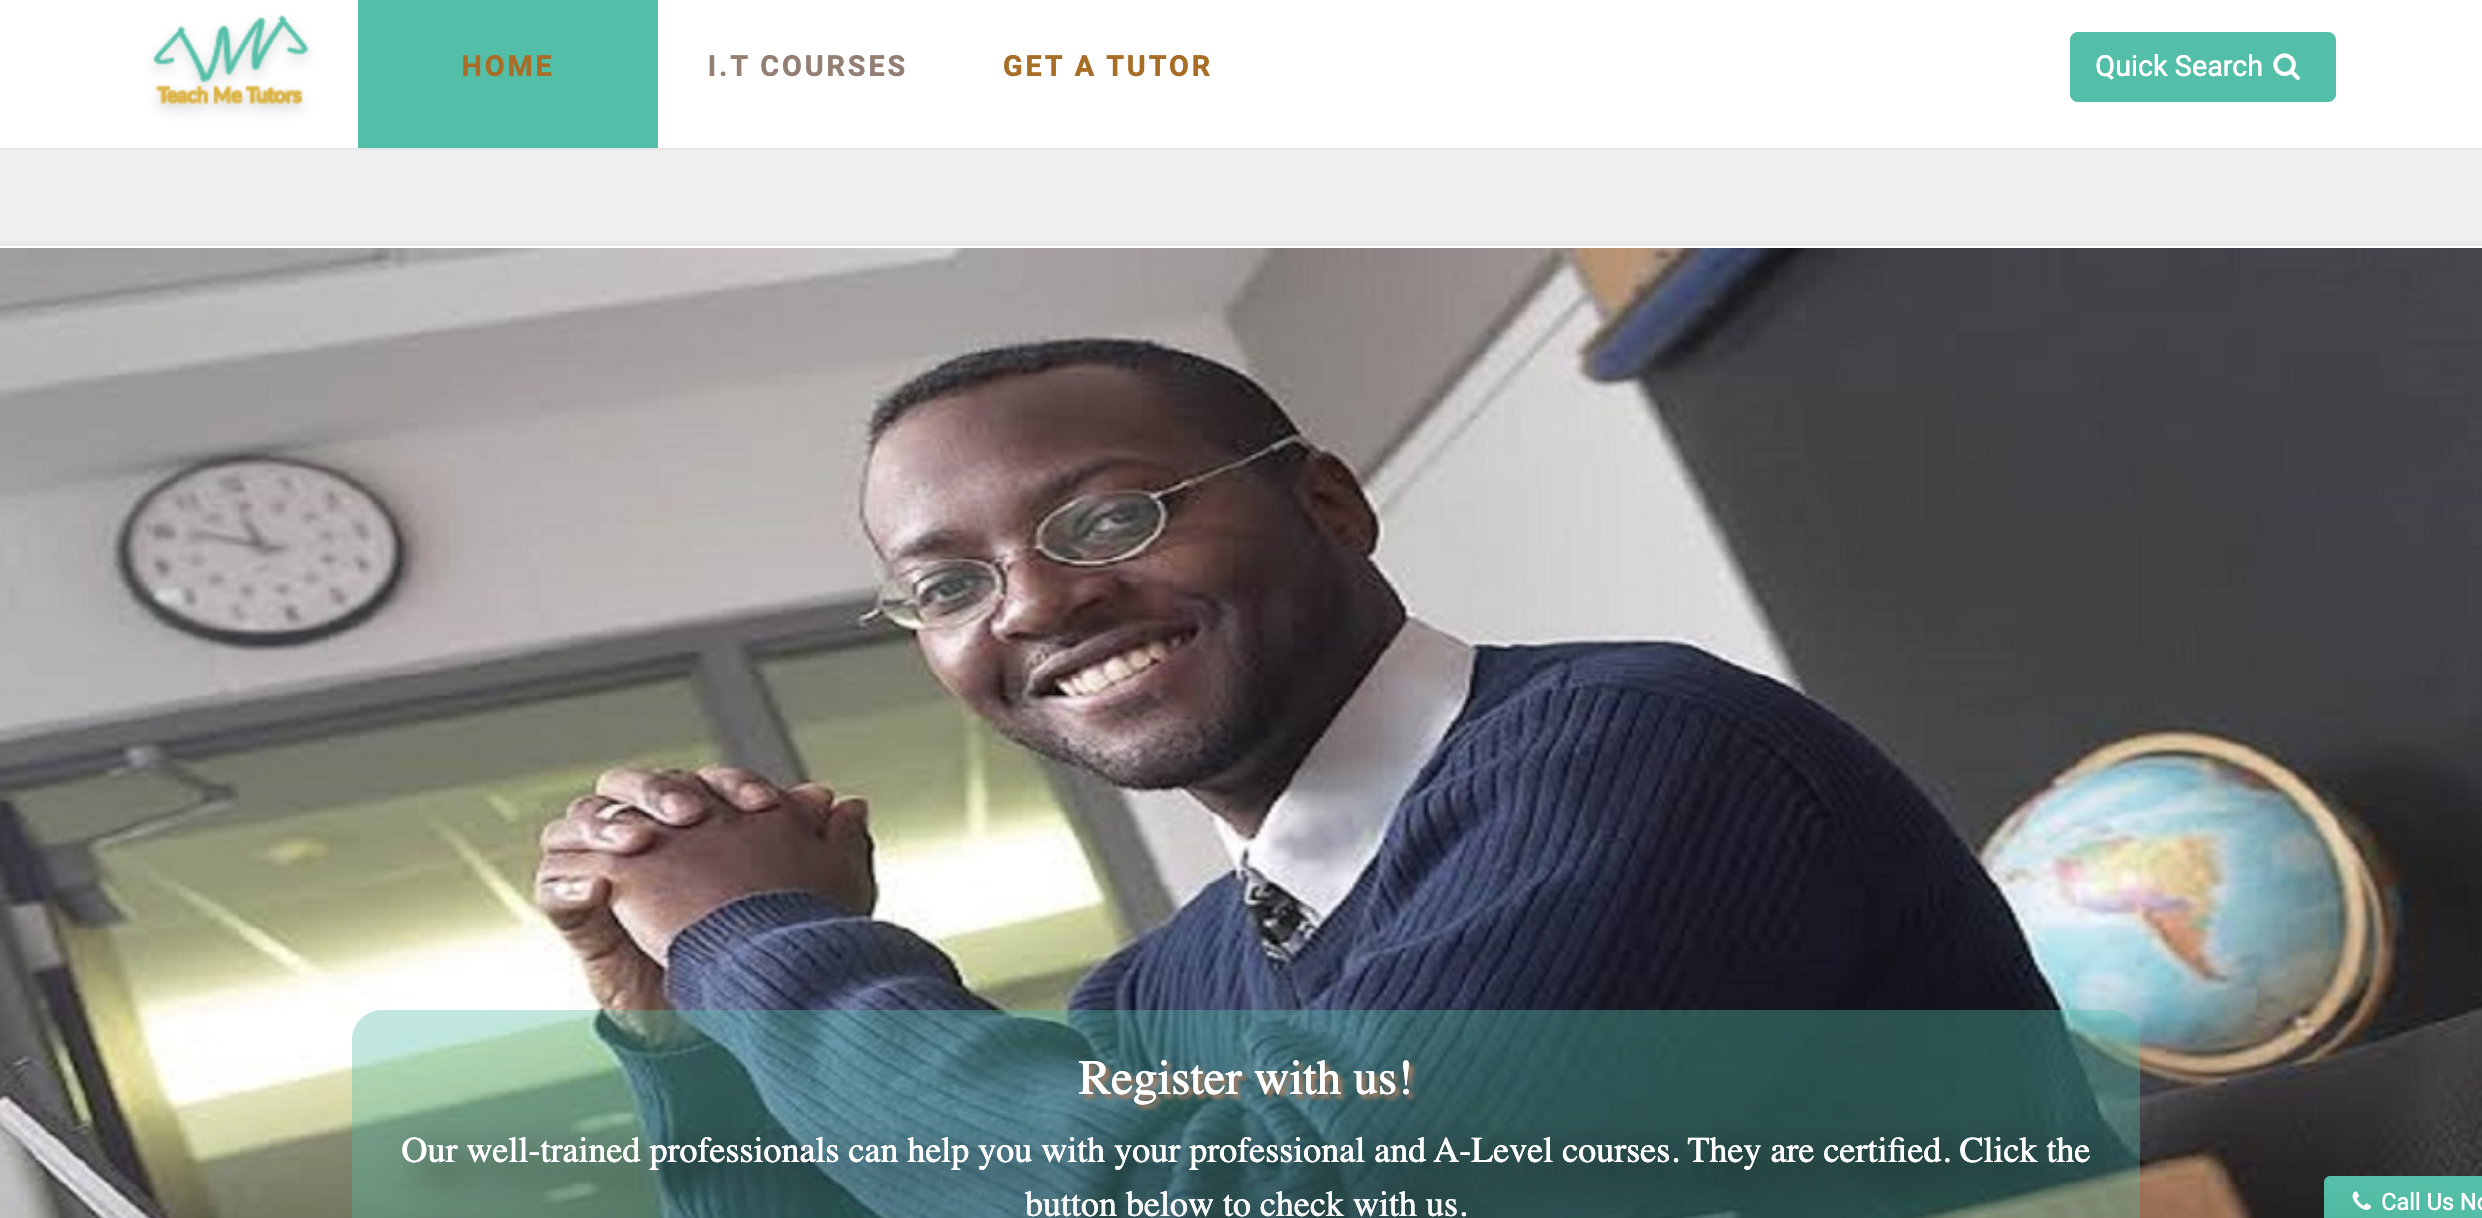 Teach Me Tutors
HOME
I.T COURSES
GET A TUTOR
Quick Search
Register with us!
Our well-trained professionals can help you with your professional and A-Level courses. They are certified. Click the
button below to check with us.
Call Us No